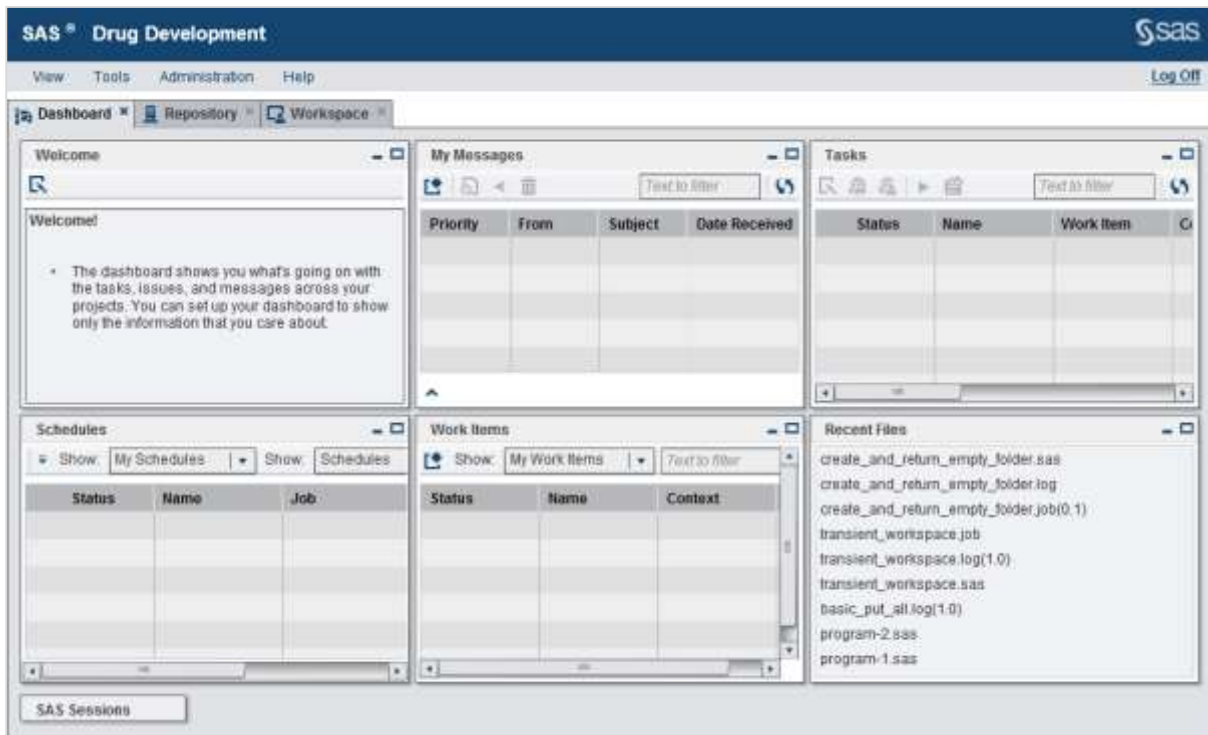 SAS ® Drug Development
sas
View Tools Administration Help Log Off
Dashboard Repository Workspace
Welcome
Welcome!
• The dashboard shows you what's going on with
the tasks, issues, and messages across your
projects. You can set up your dashboard to show
only the information that you care about.
My Messages
Text to filter
Priority From Subject Date Received
Tasks
Text to filter
Status Name Work Item
Schedules
Show: My Schedules Show: Schedules
Status Name Job
Work Items
Show: My Work Items Text to filter
Status Name Context
Recent Files
create_and_return_empty_folder.sas
create_and_return_empty_folder.log
create_and_return_empty_folder.job(0.1)
transient_workspace.job
transient_workspace.log(1.0)
transient_workspace.sas
basic_put_all.log(1.0)
program-2.sas
program-1.sas
SAS Sessions